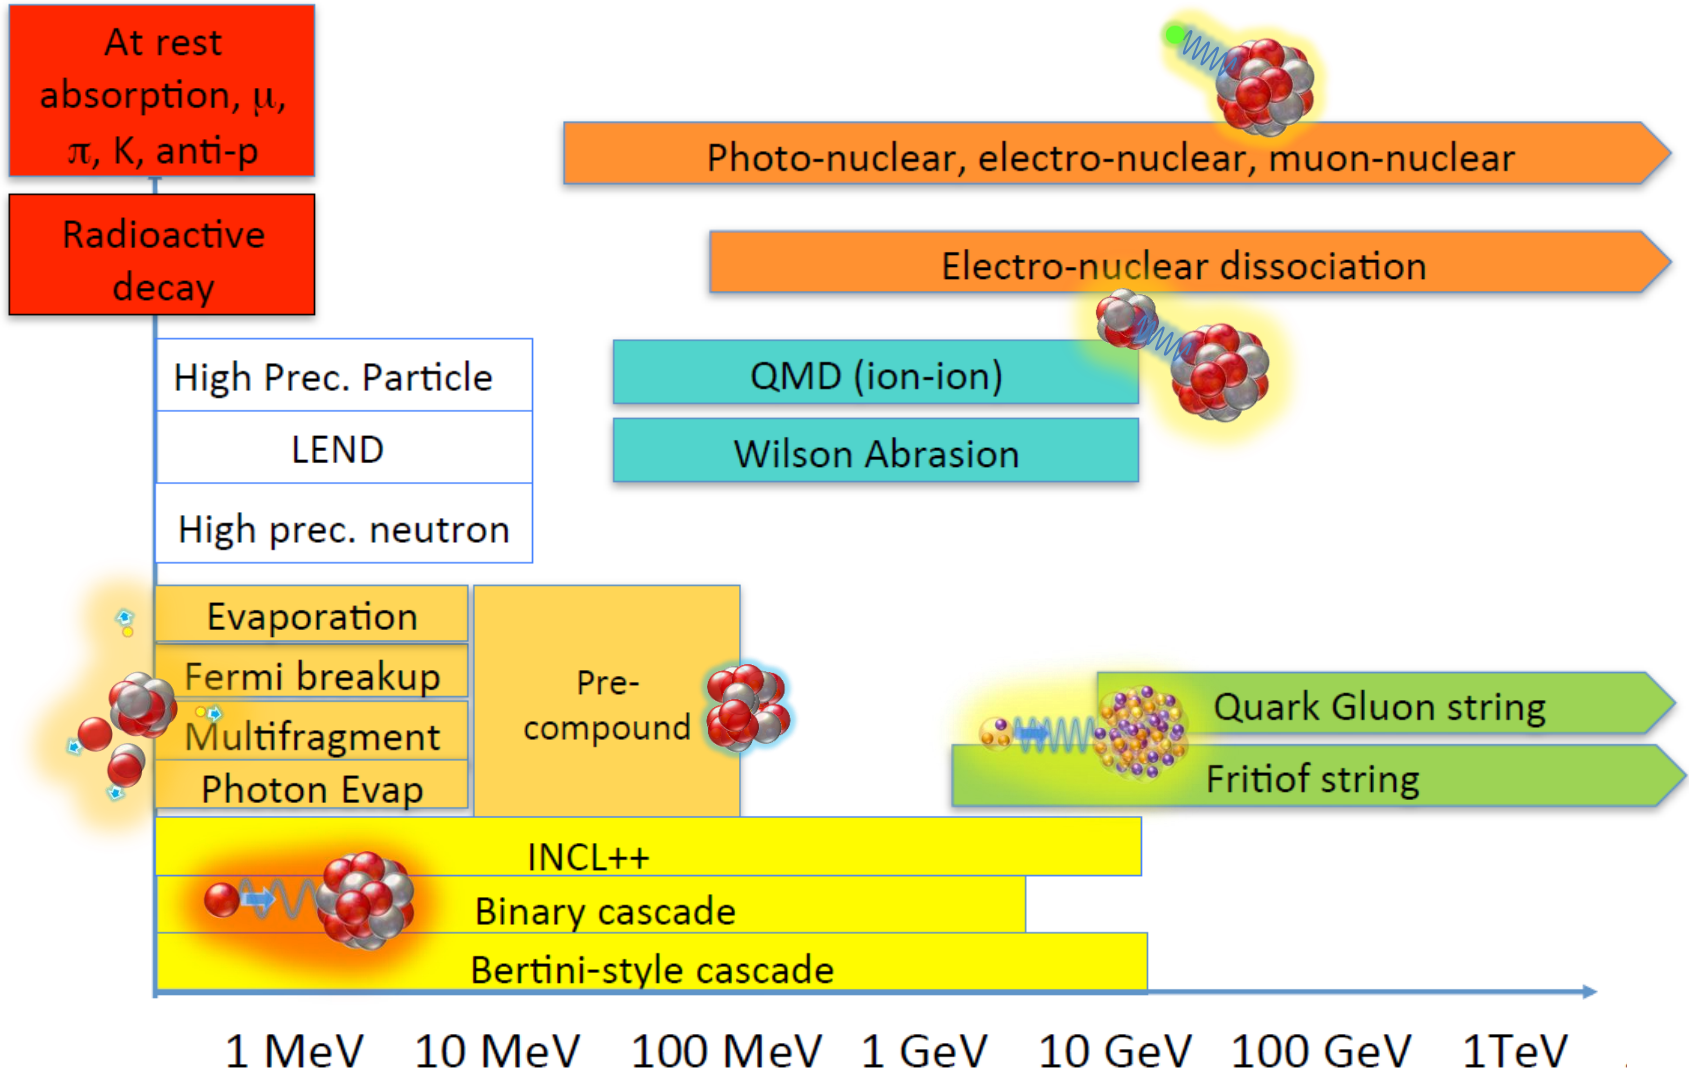 At rest
absorption, μ,
π, K, anti-p
Radioactive
decay
Photo-nuclear, electro-nuclear, muon-nuclear
Electro-nuclear dissociation
High Prec. Particle
LEND
High prec. neutron
QMD (ion-ion)
Wilson Abrasion
Evaporation
Fermi breakup
Multifragment
Photon Evap
Pre-
compound
Quark Gluon string
Fritiof string
INCL++
Binary cascade
Bertini-style cascade
1 MeV 10 MeV 100 MeV 1 GeV 10 GeV 100 GeV 1TeV